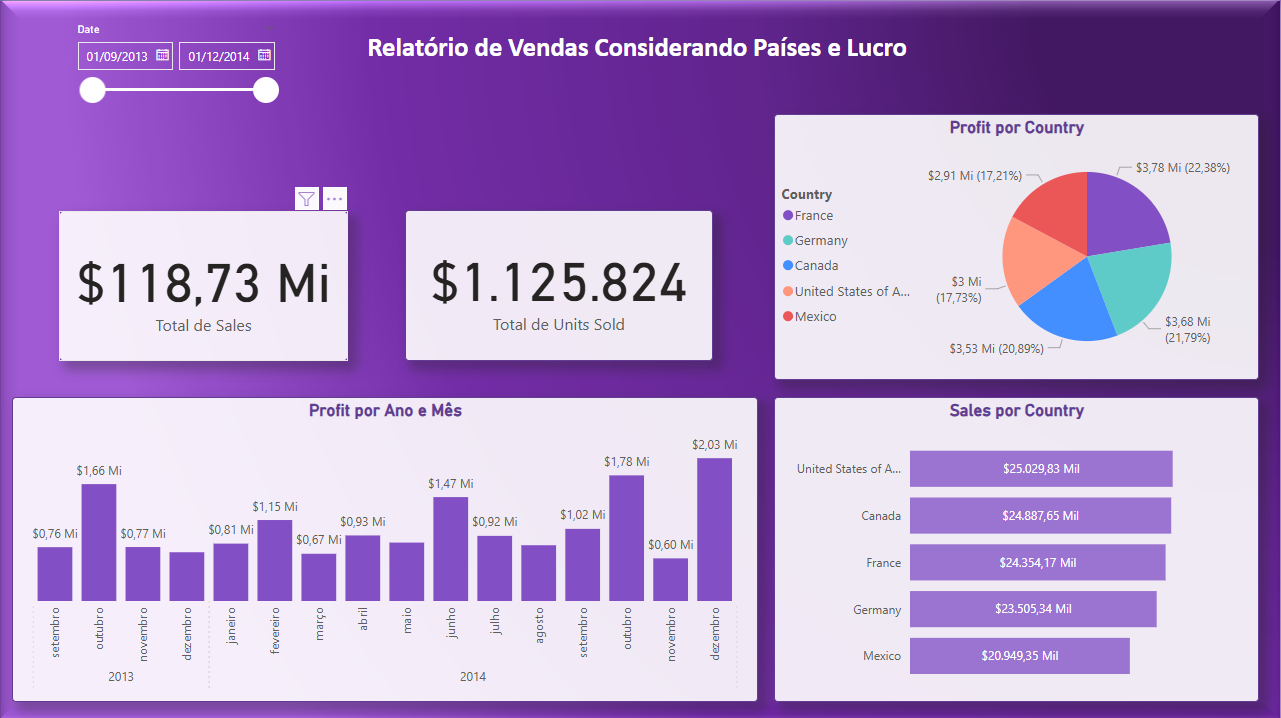 Date
01/09/2013
01/12/2014
Relatório de Vendas Considerando Países e Lucro
$118,73 Mi
Total de Sales
$1.125.824
Total de Units Sold
Profit por Country
Country
France
Germany
Canada
United States of A...
Mexico
$3,78 Mi (22,38%)
$3,68 Mi
(21,79%)
$3,53 Mi (20,89%)
$3 Mi
(17,73%)
$2,91 Mi (17,21%)
Profit por Ano e Mês
$0,76 Mi
$1,66 Mi
$0,77 Mi
$0,81 Mi
$1,15 Mi
$0,67 Mi
$0,93 Mi
$1,47 Mi
$0,92 Mi
$1,02 Mi
$1,78 Mi
$0,60 Mi
$2,03 Mi
setembro
outubro
novembro
dezembro
janeiro
fevereiro
março
abril
maio
junho
julho
agosto
setembro
outubro
novembro
dezembro
2013
2014
Sales por Country
United States of A... $25.029,83 Mil
Canada $24.887,65 Mil
France $24.354,17 Mil
Germany $23.505,34 Mil
Mexico $20.949,35 Mil